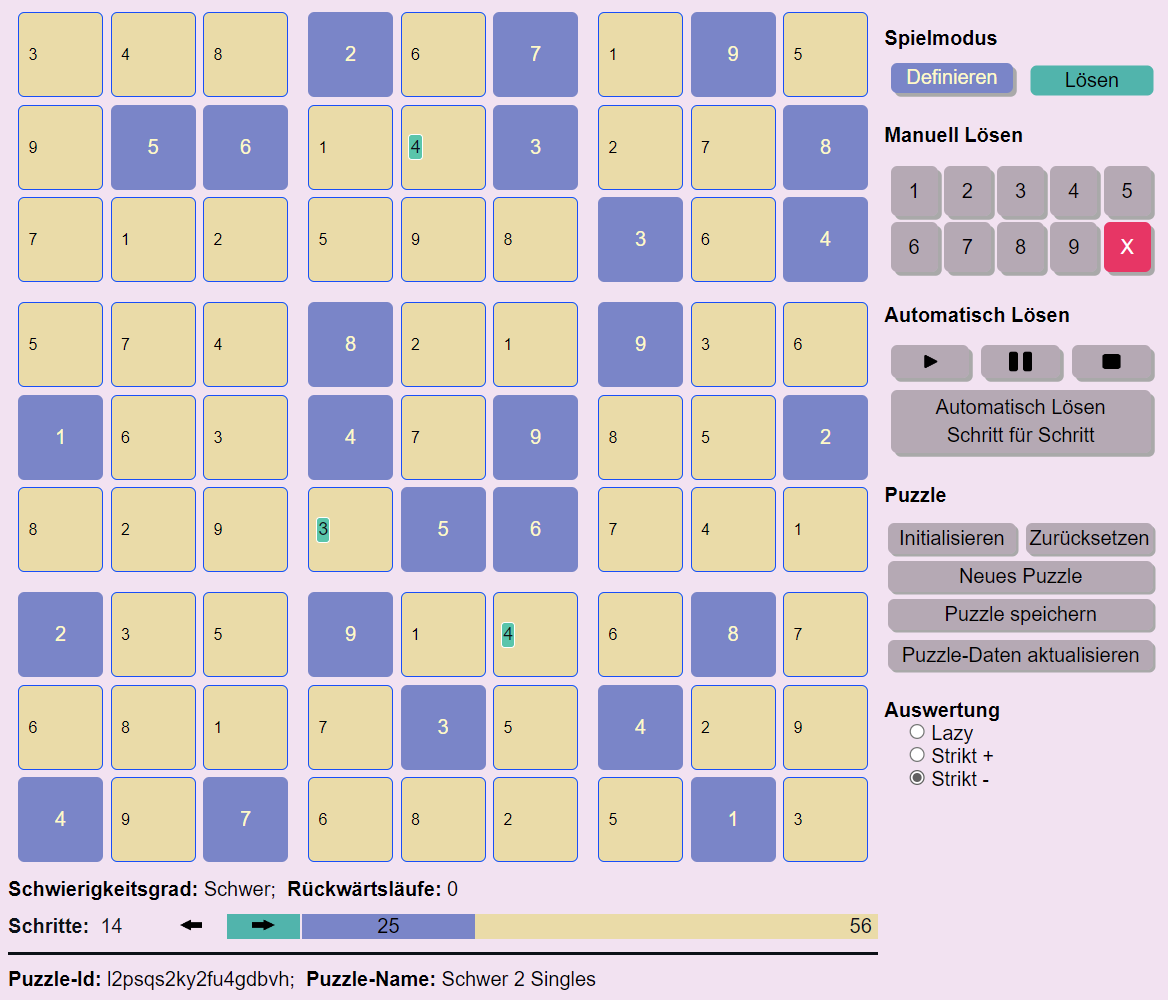 3 4 8 2 6 7 1 9 5
9 5 6 1 4 3 2 7 8
7 1 2 5 9 8 3 6 4
5 7 4 8 2 1 9 3 6
1 6 3 4 7 9 8 5 2
8 2 9 3 5 6 7 4 1
2 3 5 9 1 4 6 8 7
6 8 1 7 3 5 4 2 9
4 9 7 6 8 2 5 1 3
Schwierigkeitsgrad: Schwer; Rückwärtsläufe: 0
Schritte: 14 25 56
Puzzle-Id: l2psqs2ky2fu4gdbvh; Puzzle-Name: Schwer 2 Singles
Spielmodus
Definieren Lösen
Manuell Lösen
1 2 3 4 5
6 7 8 9 X
Automatisch Lösen
Automatisch Lösen
Schritt für Schritt
Puzzle
Initialisieren Zurücksetzen
Neues Puzzle
Puzzle speichern
Puzzle-Daten aktualisieren
Auswertung
Lazy
Strikt +
Strikt -